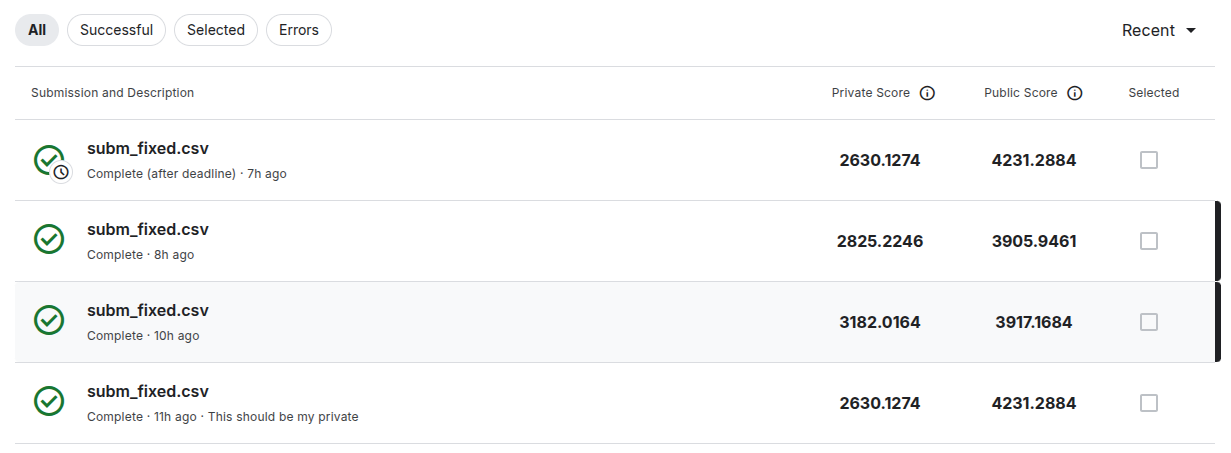 All Successful Selected Errors Recent
Submission and Description Private Score Public Score Selected
subm_fixed.csv 2630.1274 4231.2884
Complete (after deadline) · 7h ago
subm_fixed.csv 2825.2246 3905.9461
Complete · 8h ago
subm_fixed.csv 3182.0164 3917.1684
Complete · 10h ago
subm_fixed.csv 2630.1274 4231.2884
Complete · 11h ago · This should be my private